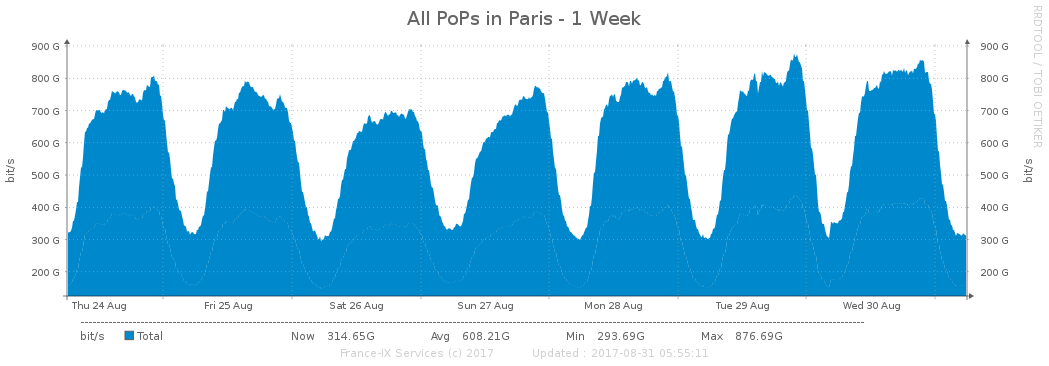 All PoPs in Paris - 1 Week
RRDTOOL / TOBI OETIKER
900 G 900 G
800 G 800 G
700 G 700 G
600 G 600 G
500 G 500 G
400 G 400 G
300 G 300 G
200 G 200 G
bit/s bit/s
Thu 24 Aug Fri 25 Aug Sat 26 Aug Sun 27 Aug Mon 28 Aug Tue 29 Aug Wed 30 Aug
bit/s Total Now 314.65G Avg 608.21G Min 293.69G Max 876.69G
France-IX Services (c) 2017 Updated : 2017-08-31 05:55:11